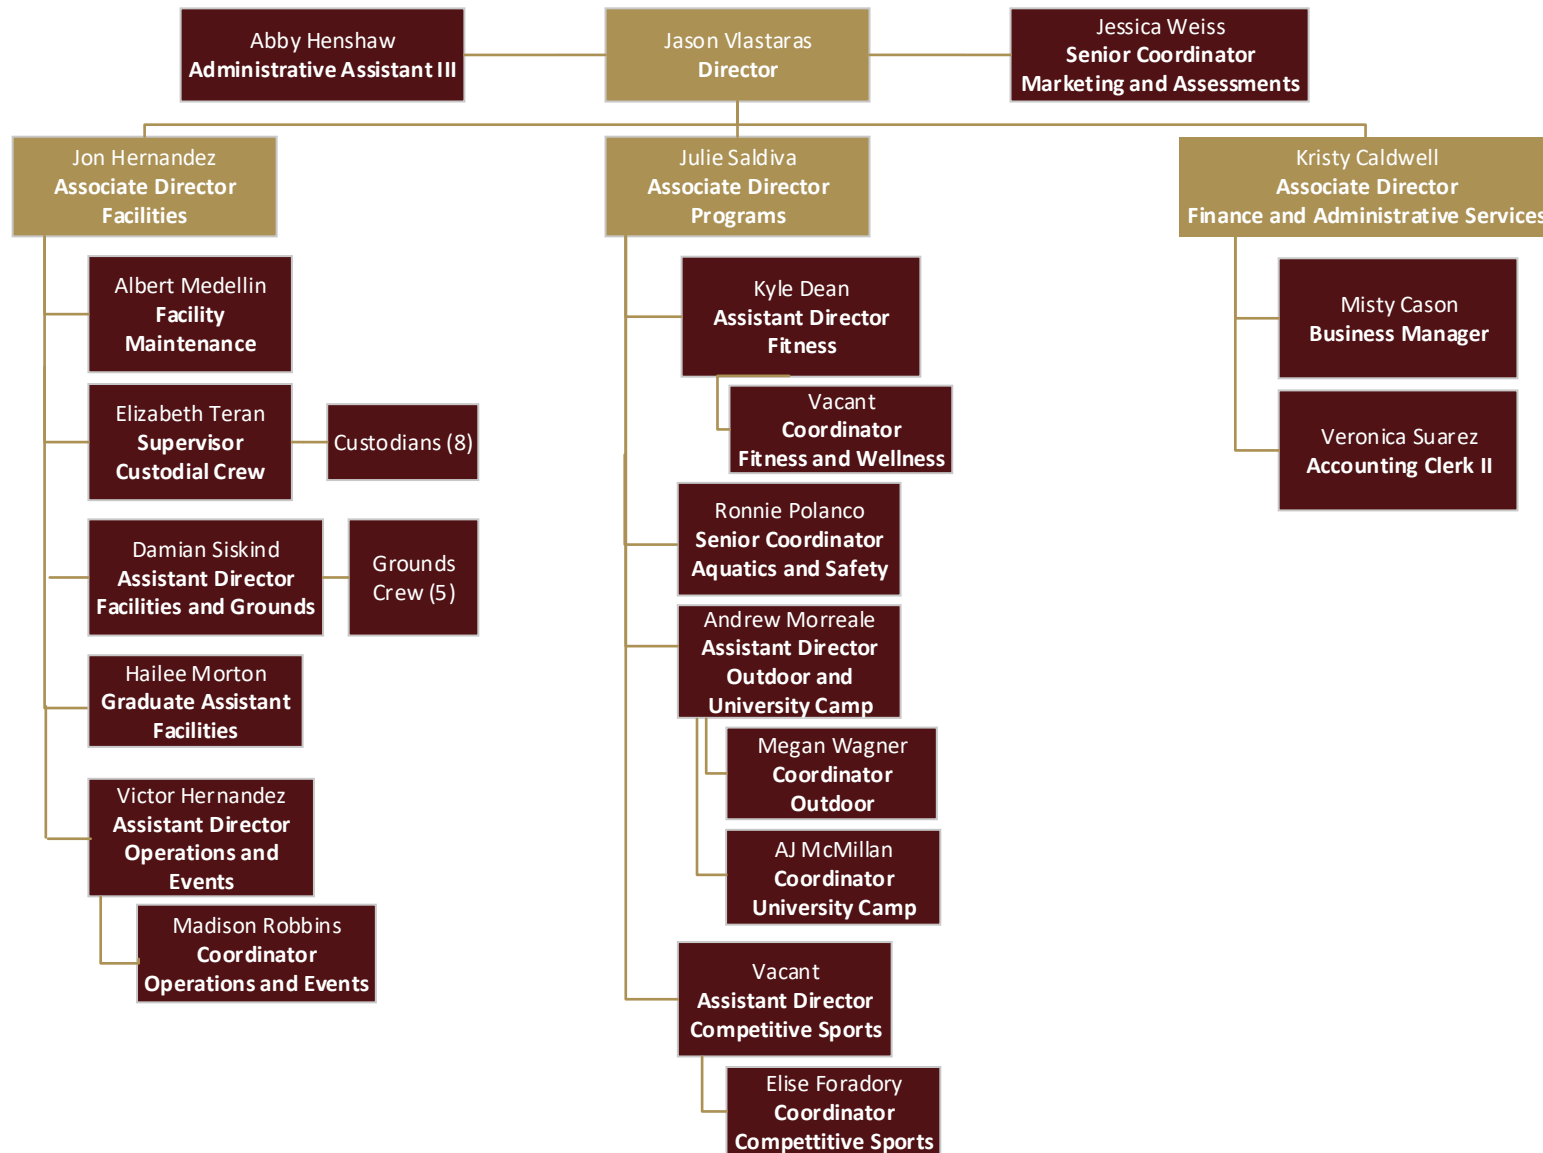 Abby Henshaw
Administrative Assistant III
Jason Vlastaras
Director
Jessica Weiss
Senior Coordinator
Marketing and Assessments
Jon Hernandez
Associate Director
Facilities
Julie Saldiva
Associate Director
Programs
Kristy Caldwell
Associate Director
Finance and Administrative Services
Albert Medellin
Facility
Maintenance
Elizabeth Teran
Supervisor
Custodial Crew
Custodians (8)
Damian Siskind
Assistant Director
Facilities and Grounds
Grounds
Crew (5)
Hailee Morton
Graduate Assistant
Facilities
Victor Hernandez
Assistant Director
Operations and
Events
Madison Robbins
Coordinator
Operations and Events
Kyle Dean
Assistant Director
Fitness
Vacant
Coordinator
Fitness and Wellness
Ronnie Polanco
Senior Coordinator
Aquatics and Safety
Andrew Morreale
Assistant Director
Outdoor and
University Camp
Megan Wagner
Coordinator
Outdoor
AJ McMillan
Coordinator
University Camp
Vacant
Assistant Director
Competitive Sports
Elise Foradory
Coordinator
Compettitive Sports
Misty Cason
Business Manager
Veronica Suarez
Accounting Clerk II